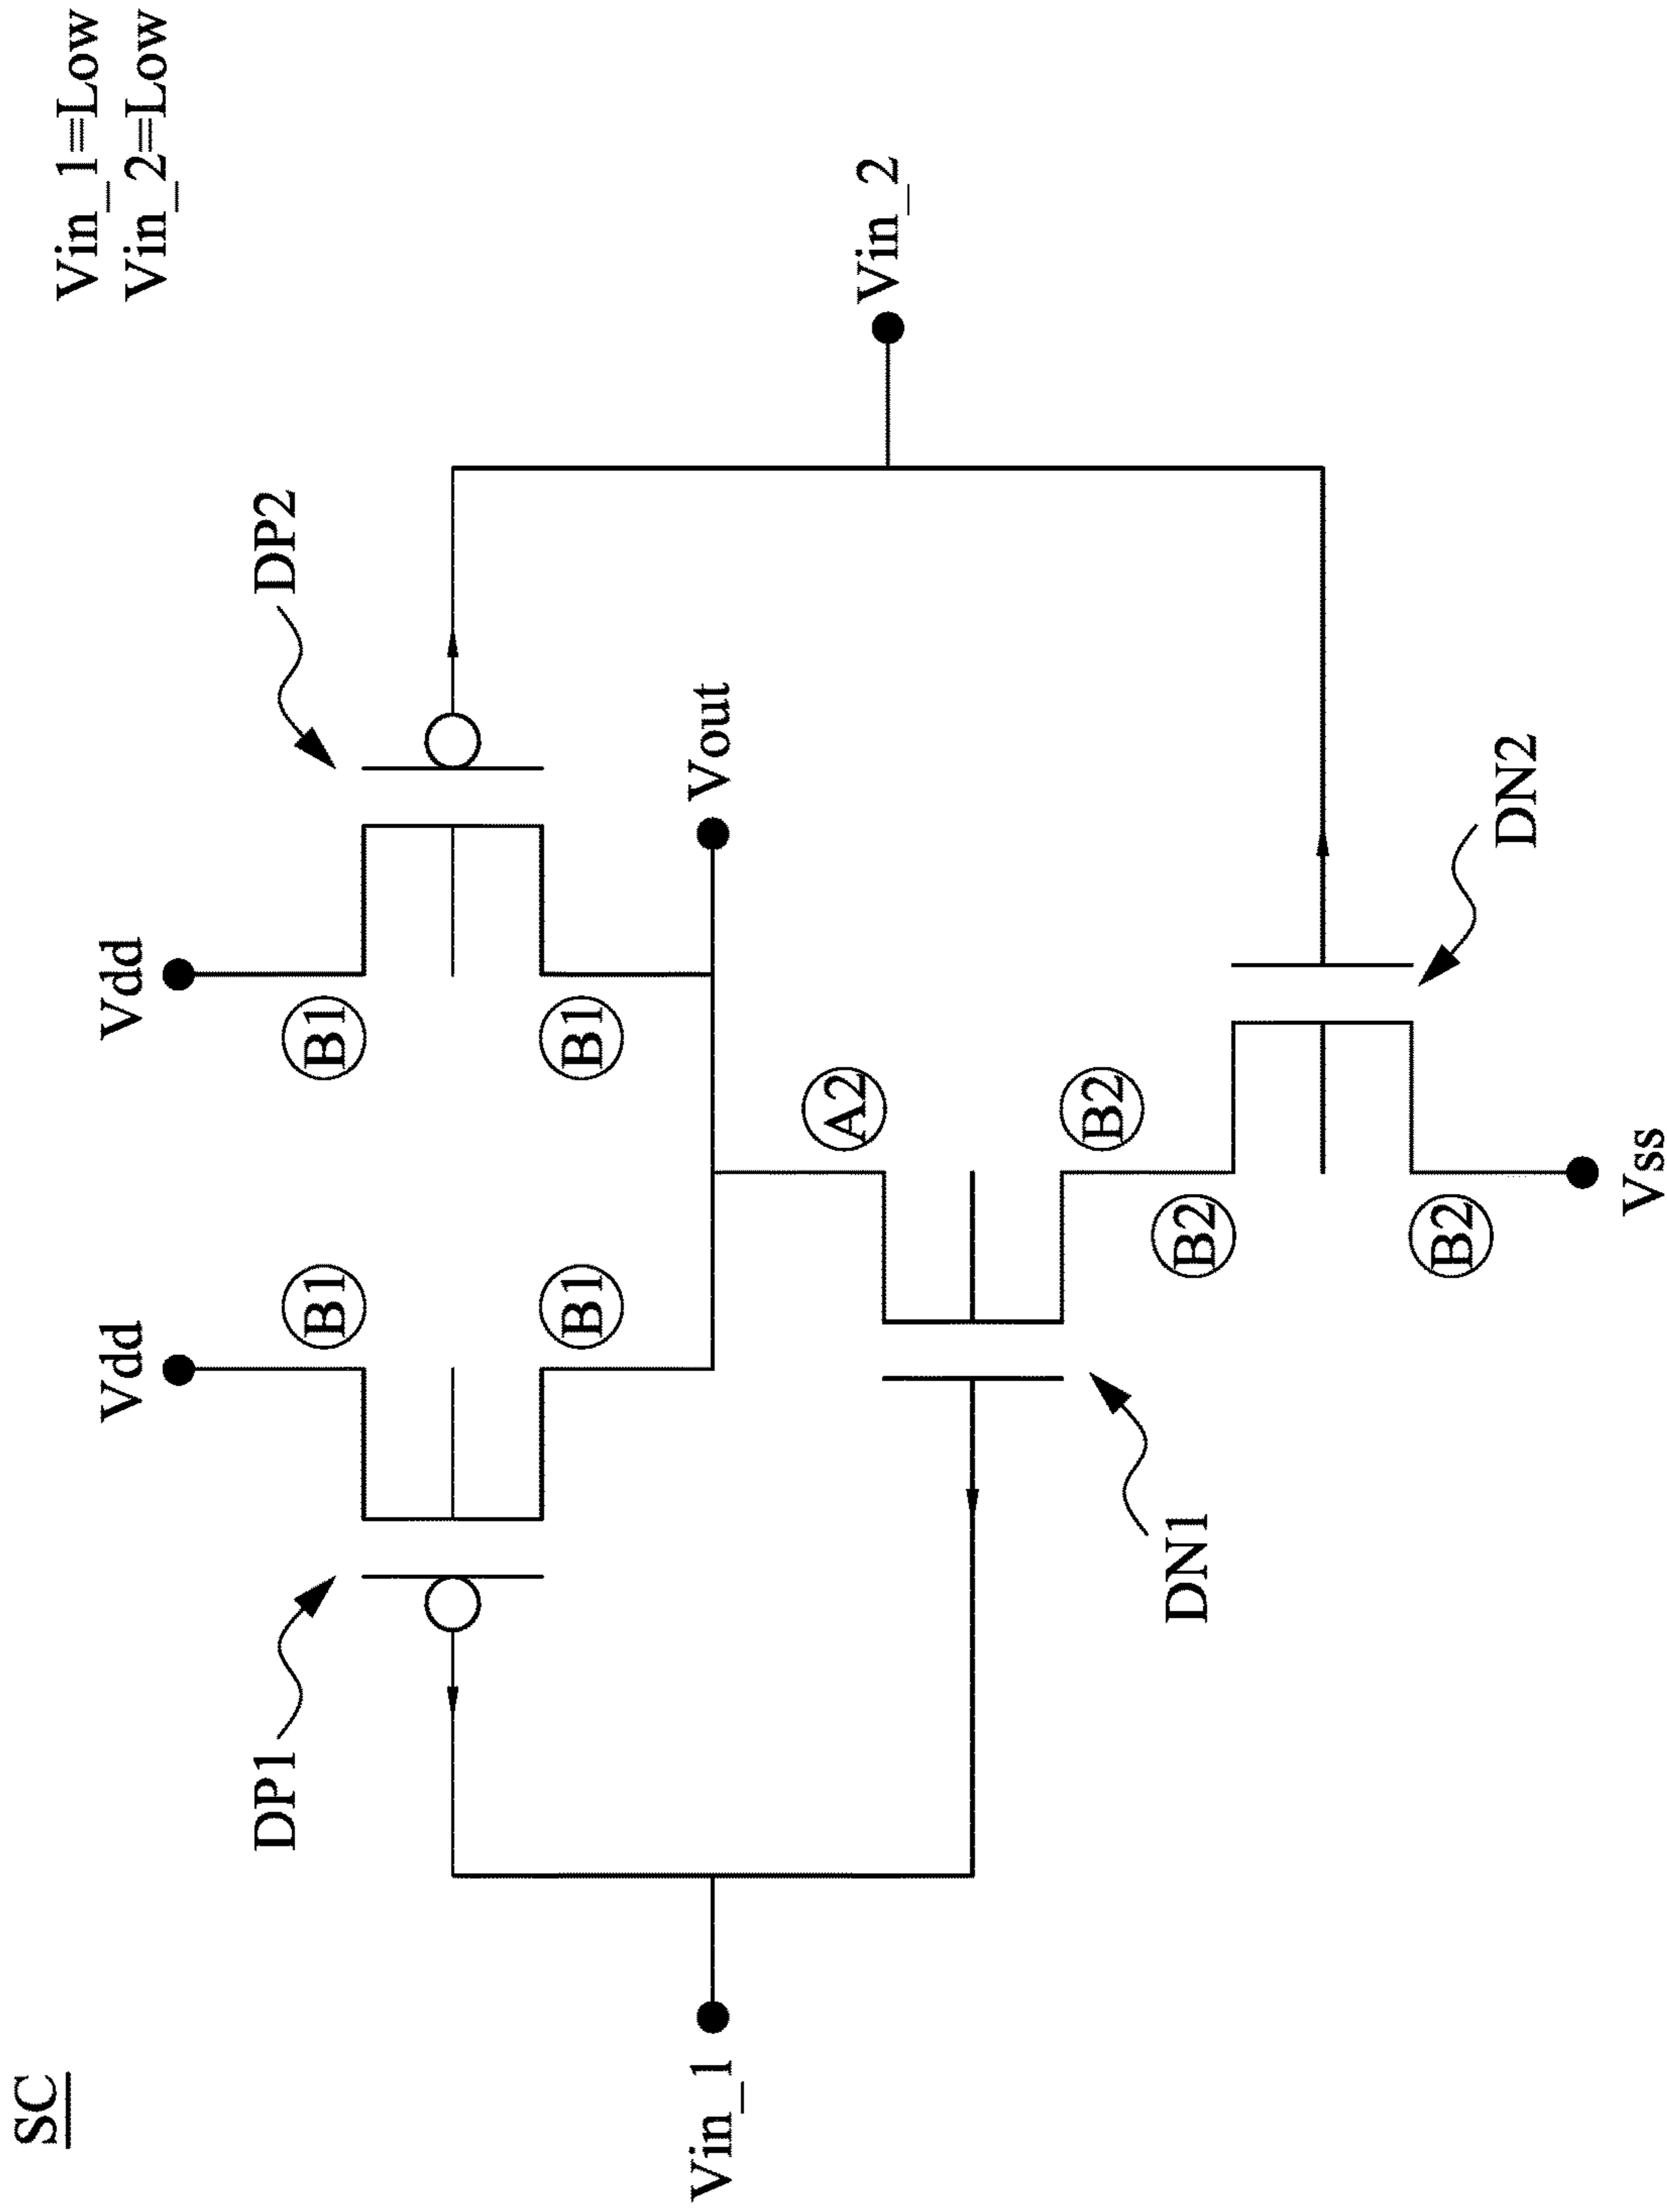 SC
Vin_1=Low
Vin_2=Low
Vdd
Vdd
DP1
B1
B1
DP2
B1
B1
Vin_1
Vout
A2
Vin_2
B2
DN1
B2
B2
DN2
Vss